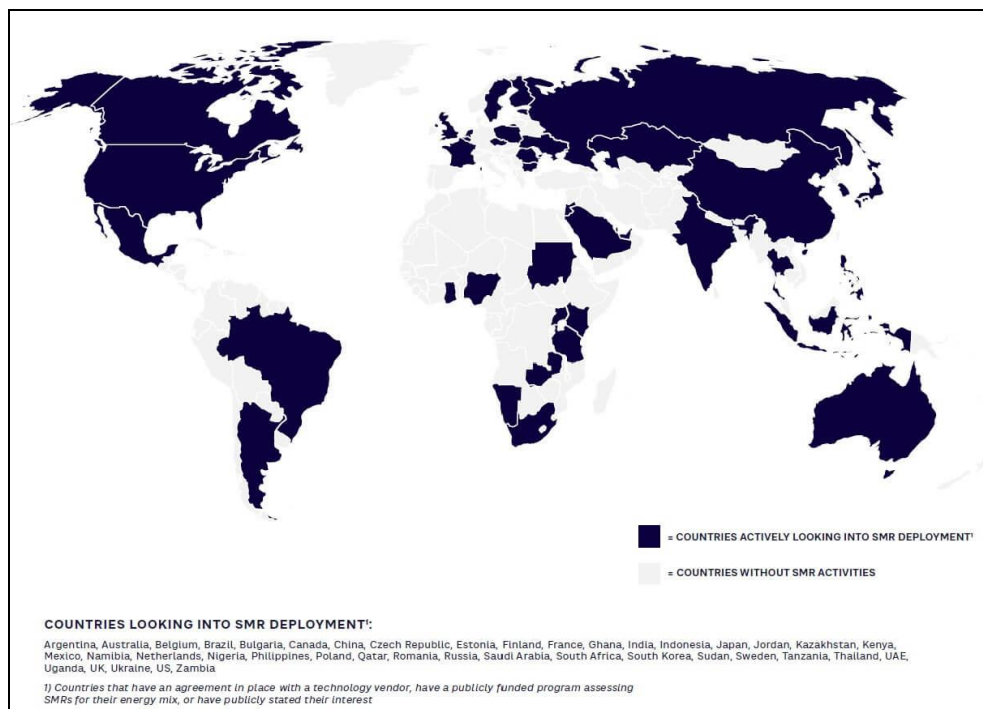 = COUNTRIES ACTIVELY LOOKING INTO SMR DEPLOYMENT¹
= COUNTRIES WITHOUT SMR ACTIVITIES
COUNTRIES LOOKING INTO SMR DEPLOYMENT¹:
Argentina, Australia, Belgium, Brazil, Bulgaria, Canada, China, Czech Republic, Estonia, Finland, France, Ghana, India, Indonesia, Japan, Jordan, Kazakhstan, Kenya,
Mexico, Namibia, Netherlands, Nigeria, Philippines, Poland, Qatar, Romania, Russia, Saudi Arabia, South Africa, South Korea, Sudan, Sweden, Tanzania, Thailand, UAE,
Uganda, UK, Ukraine, US, Zambia
1) Countries that have an agreement in place with a technology vendor, have a publicly funded program assessing
SMRs for their energy mix, or have publicly stated their interest